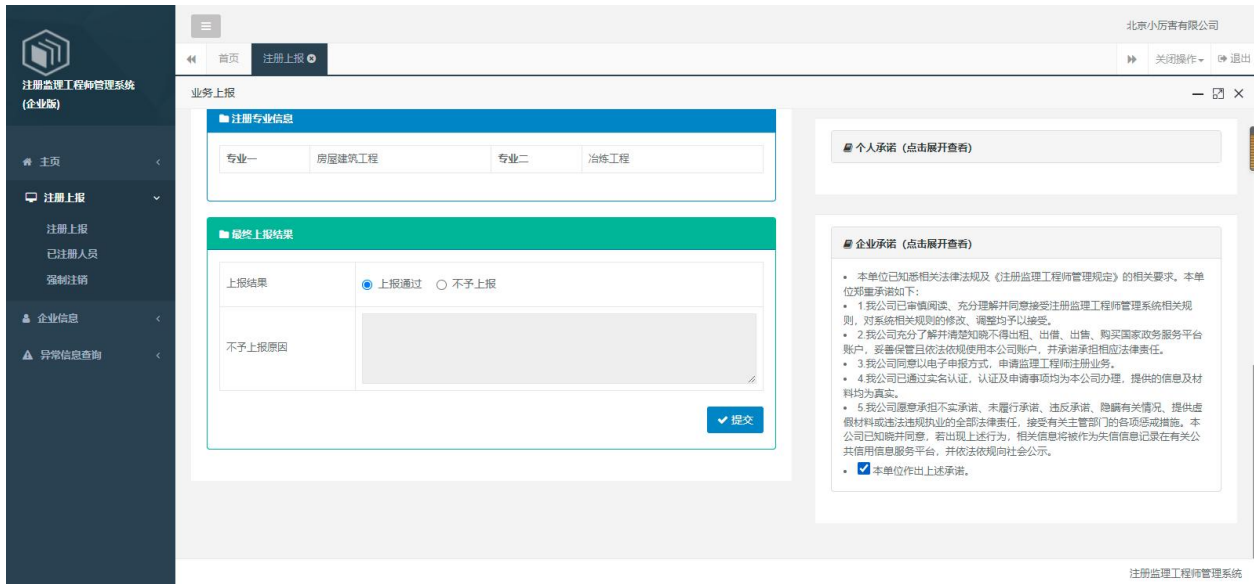 北京小厉害有限公司
首页
注册上报
关闭操作
退出
注册监理工程师管理系统
(企业版)
主页
注册上报
注册上报
已注册人员
强制注销
企业信息
异常信息查询
业务上报
注册专业信息
专业一 房屋建筑工程 专业二 冶炼工程
最终上报结果
上报结果 上报通过 不予上报
不予上报原因
提交
个人承诺（点击展开查看）
企业承诺（点击展开查看）
• 本单位已知悉相关法律法规及《注册监理工程师管理规定》的相关要求。本单
位郑重承诺如下：
• 1.我公司已审慎阅读、充分理解并同意接受注册监理工程师管理系统相关规
则，对系统相关规则的修改、调整均予以接受。
• 2.我公司充分了解并清楚知晓不得出租、出借、出售、购买国家政务服务平台
账户，妥善保管且依法依规使用本公司账户，并承诺承担相应法律责任。
• 3.我公司同意以电子申报方式，申请监理工程师注册业务。
• 4.我公司已通过实名认证，认证及申请事项均为本公司办理，提供的信息及材
料均为真实。
• 5.我公司愿意承担不实承诺、未履行承诺、违反承诺、隐瞒有关情况、提供虚
假材料或违法违规执业的全部法律责任，接受有关主管部门的各项惩戒措施。本
公司已知晓并同意，若出现上述行为，相关信息将被作为失信信息记录在有关公
共信用信息服务平台，并依法依规向社会公示。
• 本单位作出上述承诺。
注册监理工程师管理系统